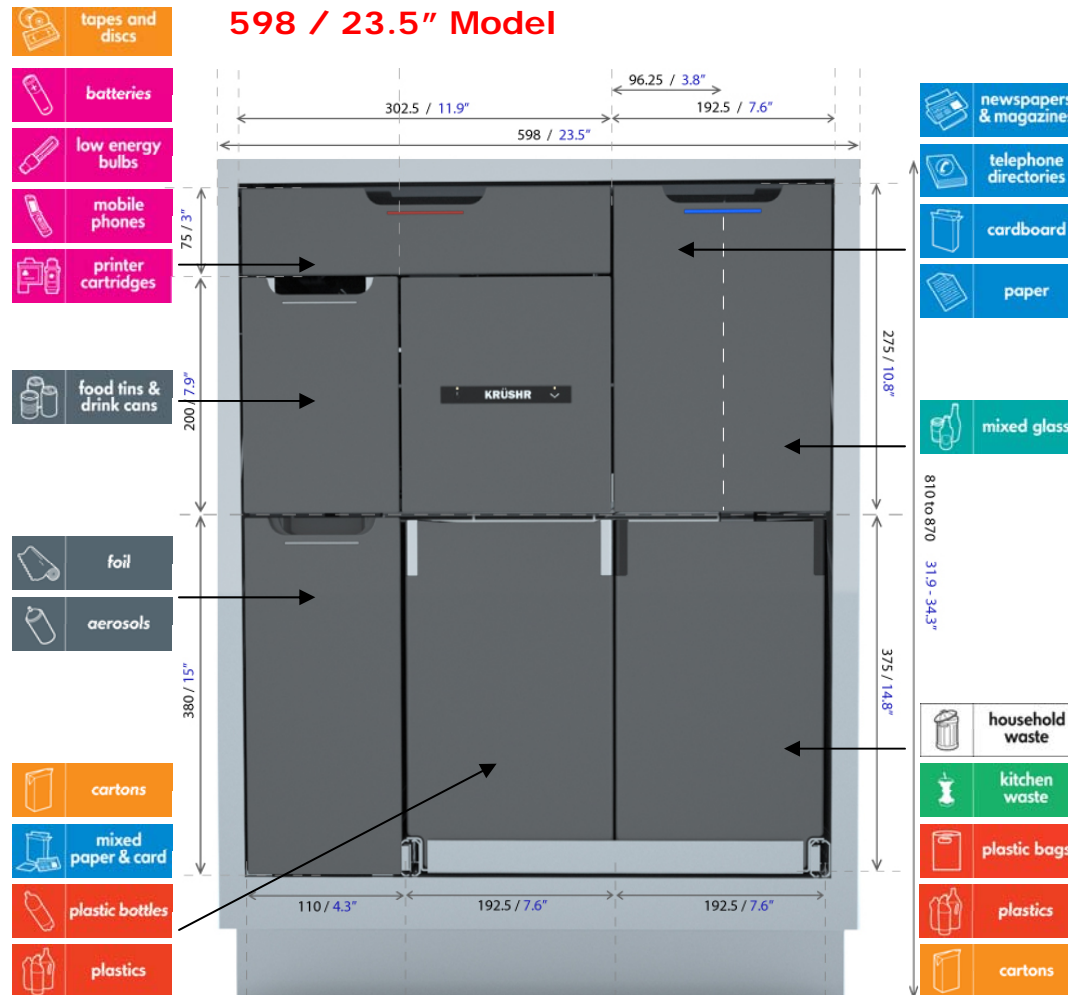 598 / 23.5” Model
tapes and
discs
batteries
low energy
bulbs
mobile
phones
printer
cartridges
food tins &
drink cans
foil
aerosols
cartons
mixed
paper & card
plastic bottles
plastics
96.25 / 3.8”
302.5 / 11.9”
192.5 / 7.6”
598 / 23.5”
75 / 3”
200 / 7.9”
380 / 15”
KRÜSHR
275 / 10.8”
375 / 14.8”
810 to 870 31.9 - 34.3”
110 / 4.3”
192.5 / 7.6”
192.5 / 7.6”
newspapers
& magazines
telephone
directories
cardboard
paper
mixed glass
household
waste
kitchen
waste
plastic bags
plastics
cartons